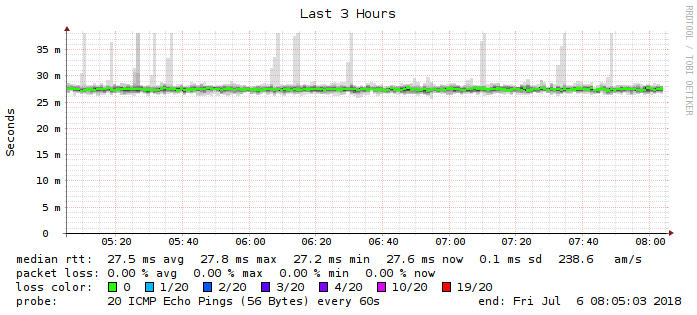 Last 3 Hours
RRDTOOL / TOBI OETIKER
Seconds
35 m
30 m
25 m
20 m
15 m
10 m
5 m
0
05:20 05:40 06:00 06:20 06:40 07:00 07:20 07:40 08:00
median rtt: 27.5 ms avg 27.8 ms max 27.2 ms min 27.6 ms now 0.1 ms sd 238.6 am/s
packet loss: 0.00 % avg 0.00 % max 0.00 % min 0.00 % now
loss color: 0 1/20 2/20 3/20 4/20 10/20 19/20
probe: 20 ICMP Echo Pings (56 Bytes) every 60s end: Fri Jul 6 08:05:03 2018